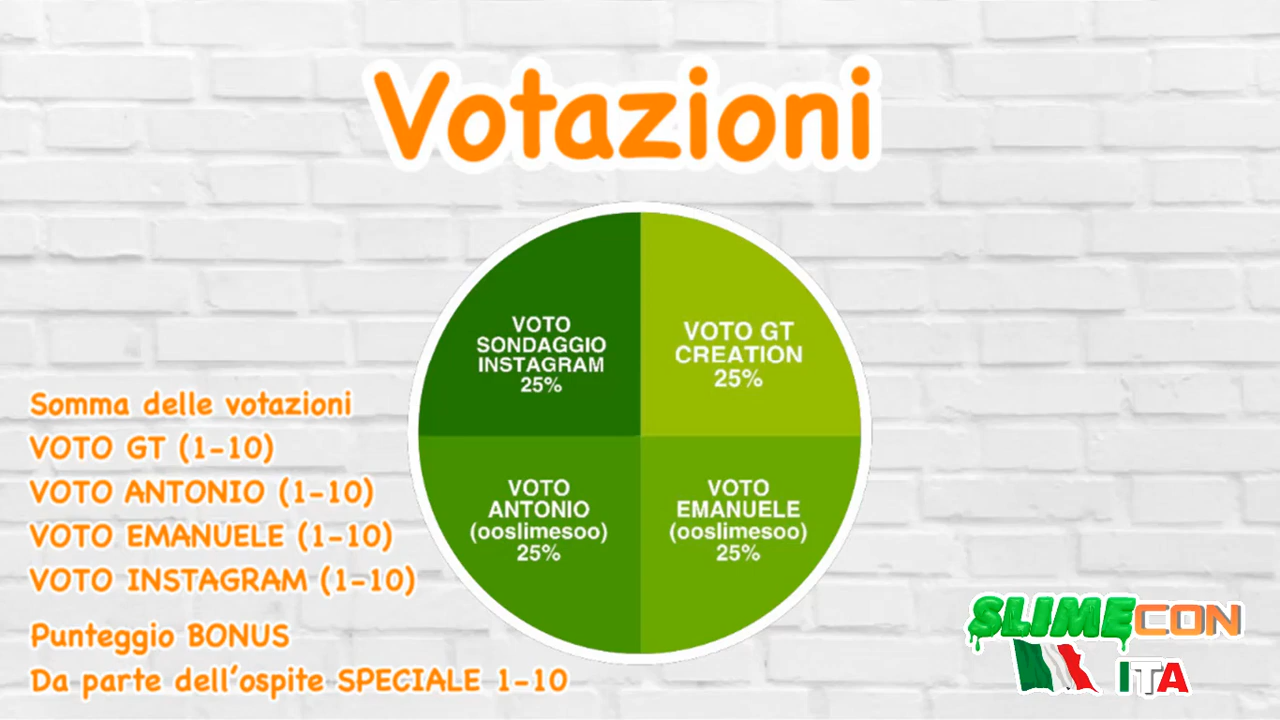 Votazioni
VOTO
SONDAGGIO
INSTAGRAM
25%
VOTO GT
CREATION
25%
VOTO
ANTONIO
(ooslimesoo)
25%
VOTO
EMANUELE
(ooslimesoo)
25%
Somma delle votazioni
VOTO GT (1-10)
VOTO ANTONIO (1-10)
VOTO EMANUELE (1-10)
VOTO INSTAGRAM (1-10)
Punteggio BONUS
Da parte dell'ospite SPECIALE 1-10
SLIMECON
ITA